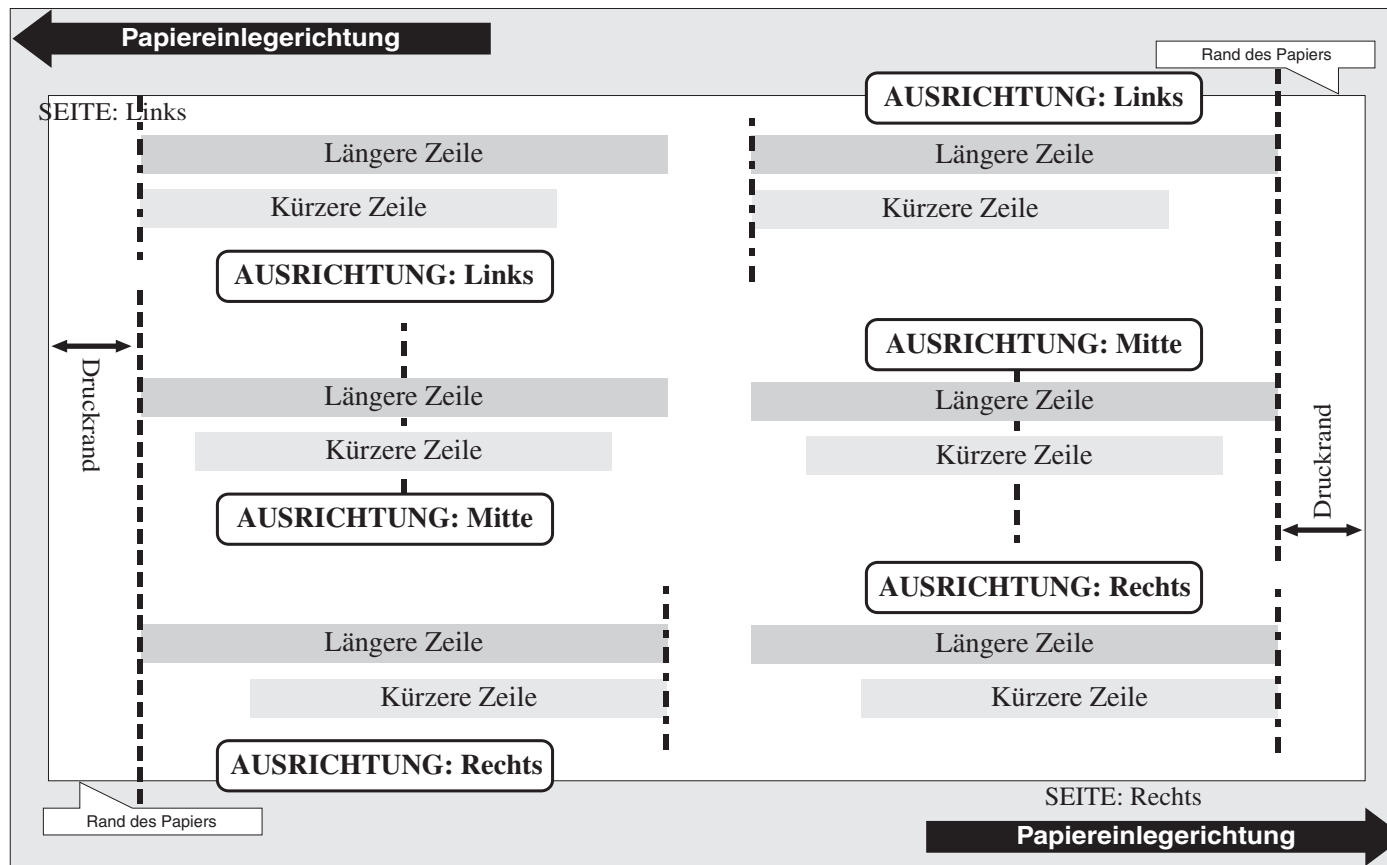 Papiereinlegerichtung
Rand des Papiers
SEITE: Links
AUSRICHTUNG: Links
Längere Zeile
Längere Zeile
Kürzere Zeile
Kürzere Zeile
AUSRICHTUNG: Links
AUSRICHTUNG: Mitte
Druckrand
Längere Zeile
Längere Zeile
Kürzere Zeile
Kürzere Zeile
Druckrand
AUSRICHTUNG: Mitte
AUSRICHTUNG: Rechts
Längere Zeile
Längere Zeile
Kürzere Zeile
Kürzere Zeile
AUSRICHTUNG: Rechts
SEITE: Rechts
Rand des Papiers
Papiereinlegerichtung